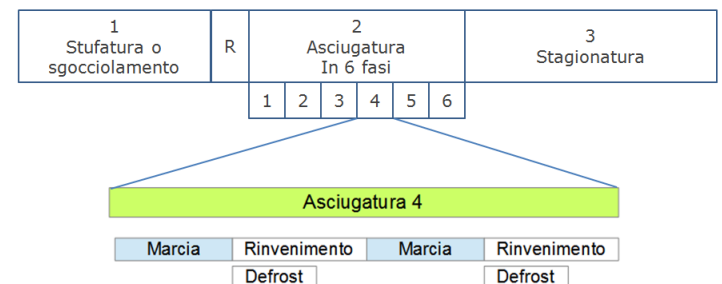 1
Stufatura o
sgocciolamento
R
2
Asciugatura
In 6 fasi
3
Stagionatura
1 2 3 4 5 6
Asciugatura 4
Marcia Rinvenimento Marcia Rinvenimento
Defrost Defrost